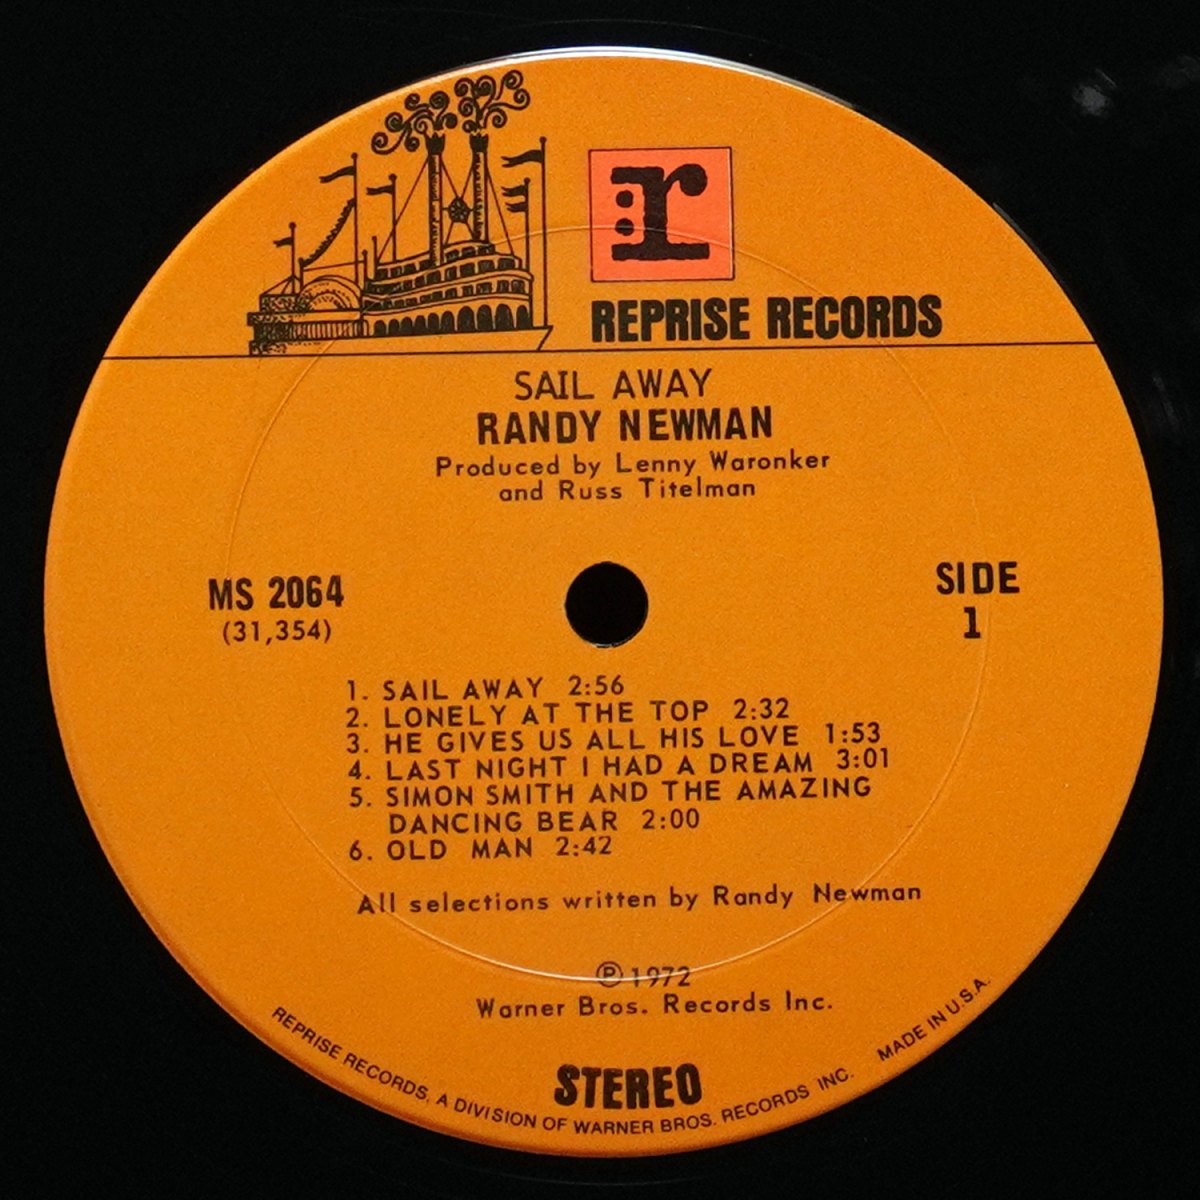 r
REPRISE RECORDS
SAIL AWAY
RANDY NEWMAN
Produced by Lenny Waronker
and Russ Titelman
MS 2064
(31,354)
SIDE
1
1. SAIL AWAY 2:56
2. LONELY AT THE TOP 2:32
3. HE GIVES US ALL HIS LOVE 1:53
4. LAST NIGHT I HAD A DREAM 3:01
5. SIMON SMITH AND THE AMAZING
DANCING BEAR 2:00
6. OLD MAN 2:42
All selections written by Randy Newman
℗ 1972
Warner Bros. Records Inc.
STEREO
REPRISE RECORDS, A DIVISION OF WARNER BROS. RECORDS INC. MADE IN U.S.A.